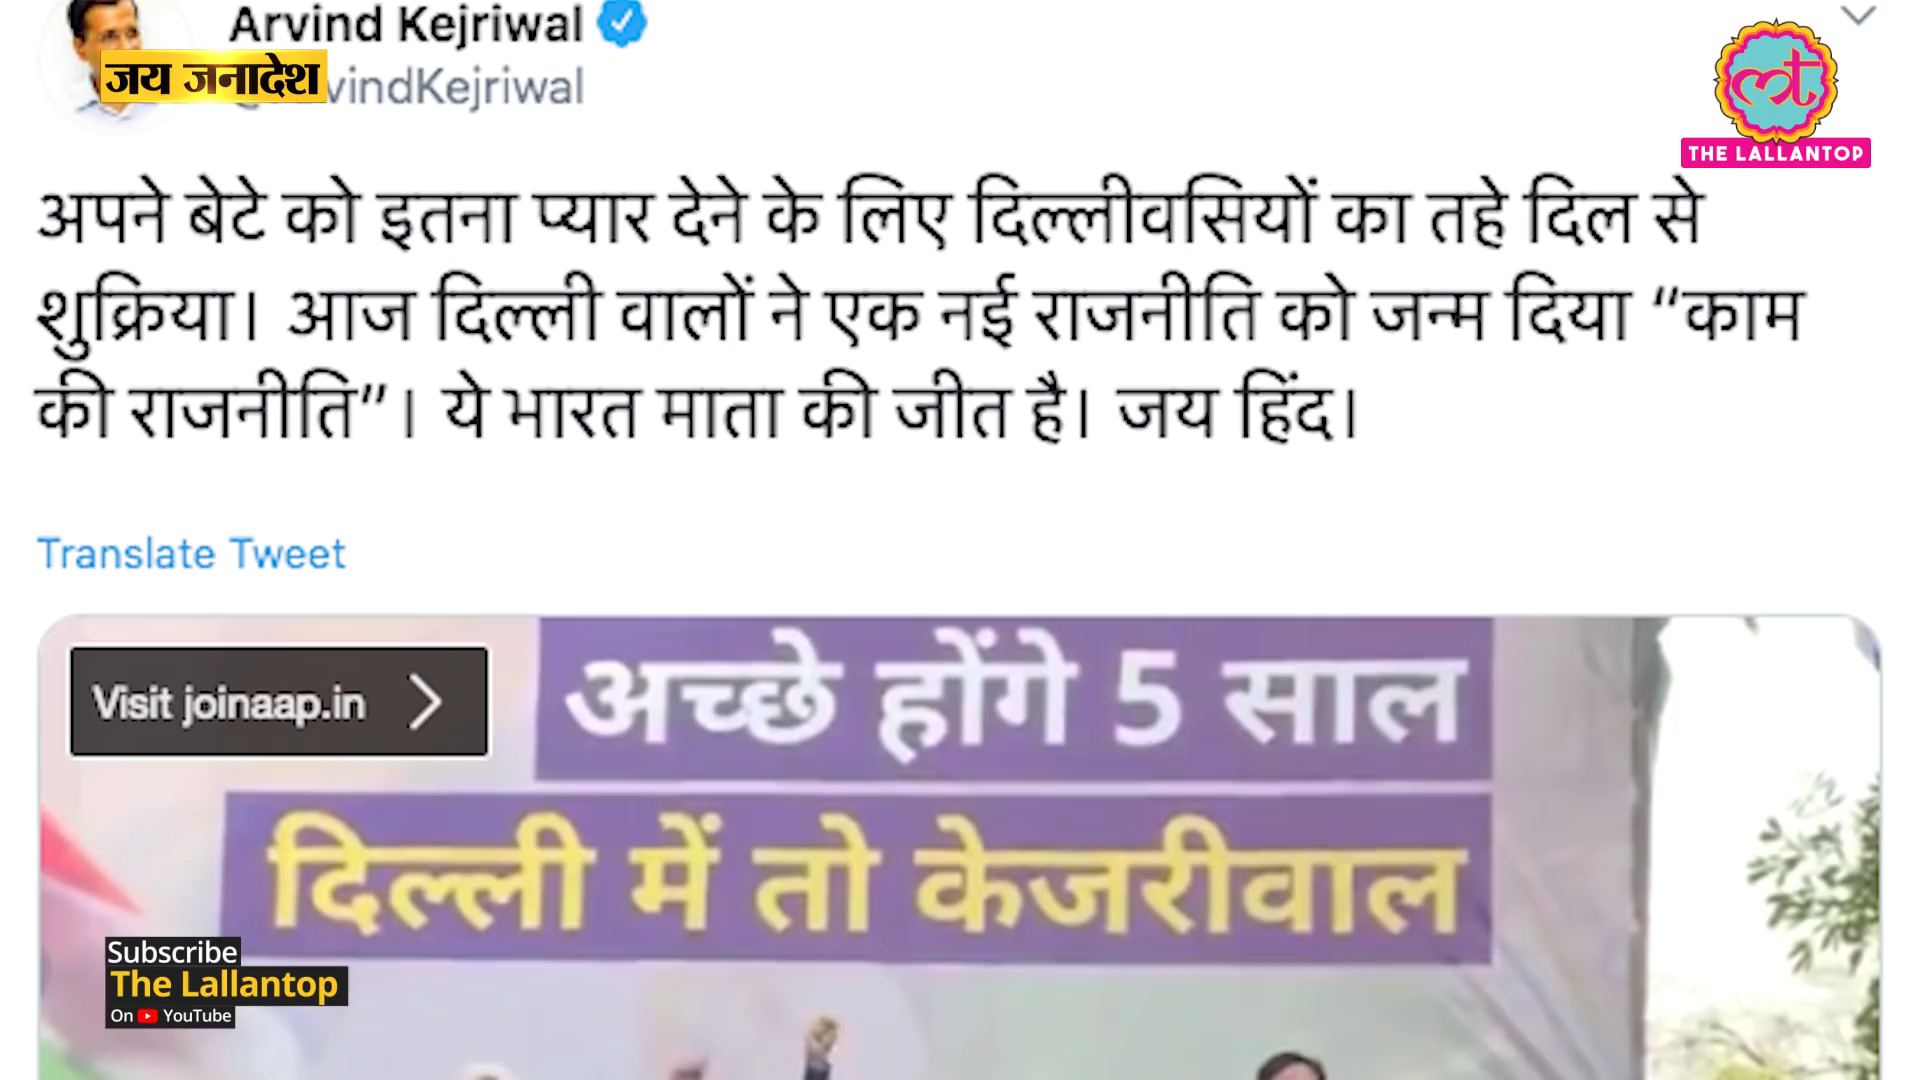 Arvind Kejriwal
जय जनादेश
vindKejriwal
THE LALLANTOP
अपने बेटे को इतना प्यार देने के लिए दिल्लीवसियों का तहे दिल से
शुक्रिया। आज दिल्ली वालों ने एक नई राजनीति को जन्म दिया “काम
की राजनीति”। ये भारत माता की जीत है। जय हिंद।
Translate Tweet
Visit joinaap.in
अच्छे होंगे 5 साल
दिल्ली में तो केजरीवाल
Subscribe
The Lallantop
On YouTube